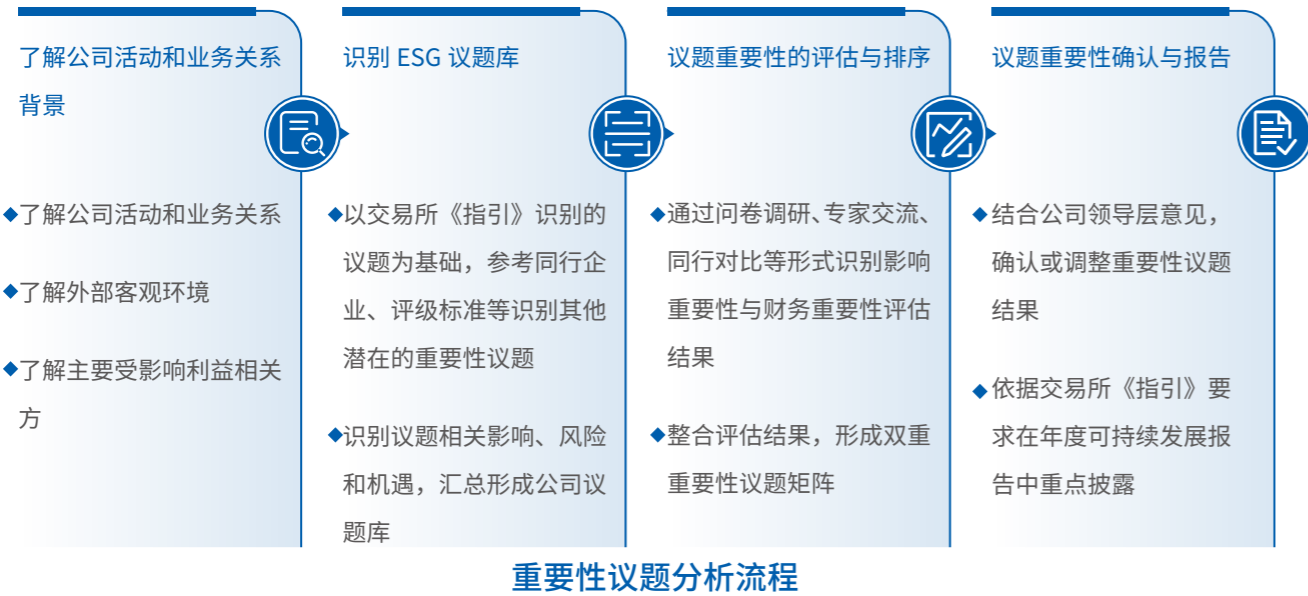 了解公司活动和业务关系
背景
◆了解公司活动和业务关系
◆了解外部客观环境
◆了解主要受影响利益相关
方
识别 ESG 议题库
◆以交易所《指引》识别的
议题为基础，参考同行企
业、评级标准等识别其他
潜在的重要性议题
◆识别议题相关影响、风险
和机遇，汇总形成公司议
题库
议题重要性的评估与排序
◆通过问卷调研、专家交流、
同行对比等形式识别影响
重要性与财务重要性评估
结果
◆整合评估结果，形成双重
重要性议题矩阵
议题重要性确认与报告
◆结合公司领导层意见，
确认或调整重要性议题
结果
◆依据交易所《指引》要
求在年度可持续发展报
告中重点披露
重要性议题分析流程